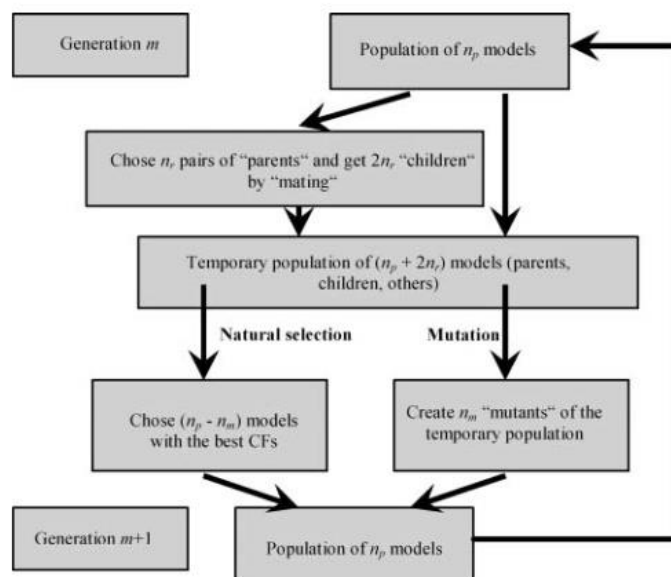 Generation m
Population of nₚ models
Chose nᵣ pairs of “parents“ and get 2nᵣ “children“
by “mating“
Temporary population of (nₚ + 2nᵣ) models (parents,
children, others)
Natural selection
Mutation
Chose (nₚ - nₘ) models
with the best CFs
Create nₘ “mutants“ of the
temporary population
Generation m+1
Population of nₚ models